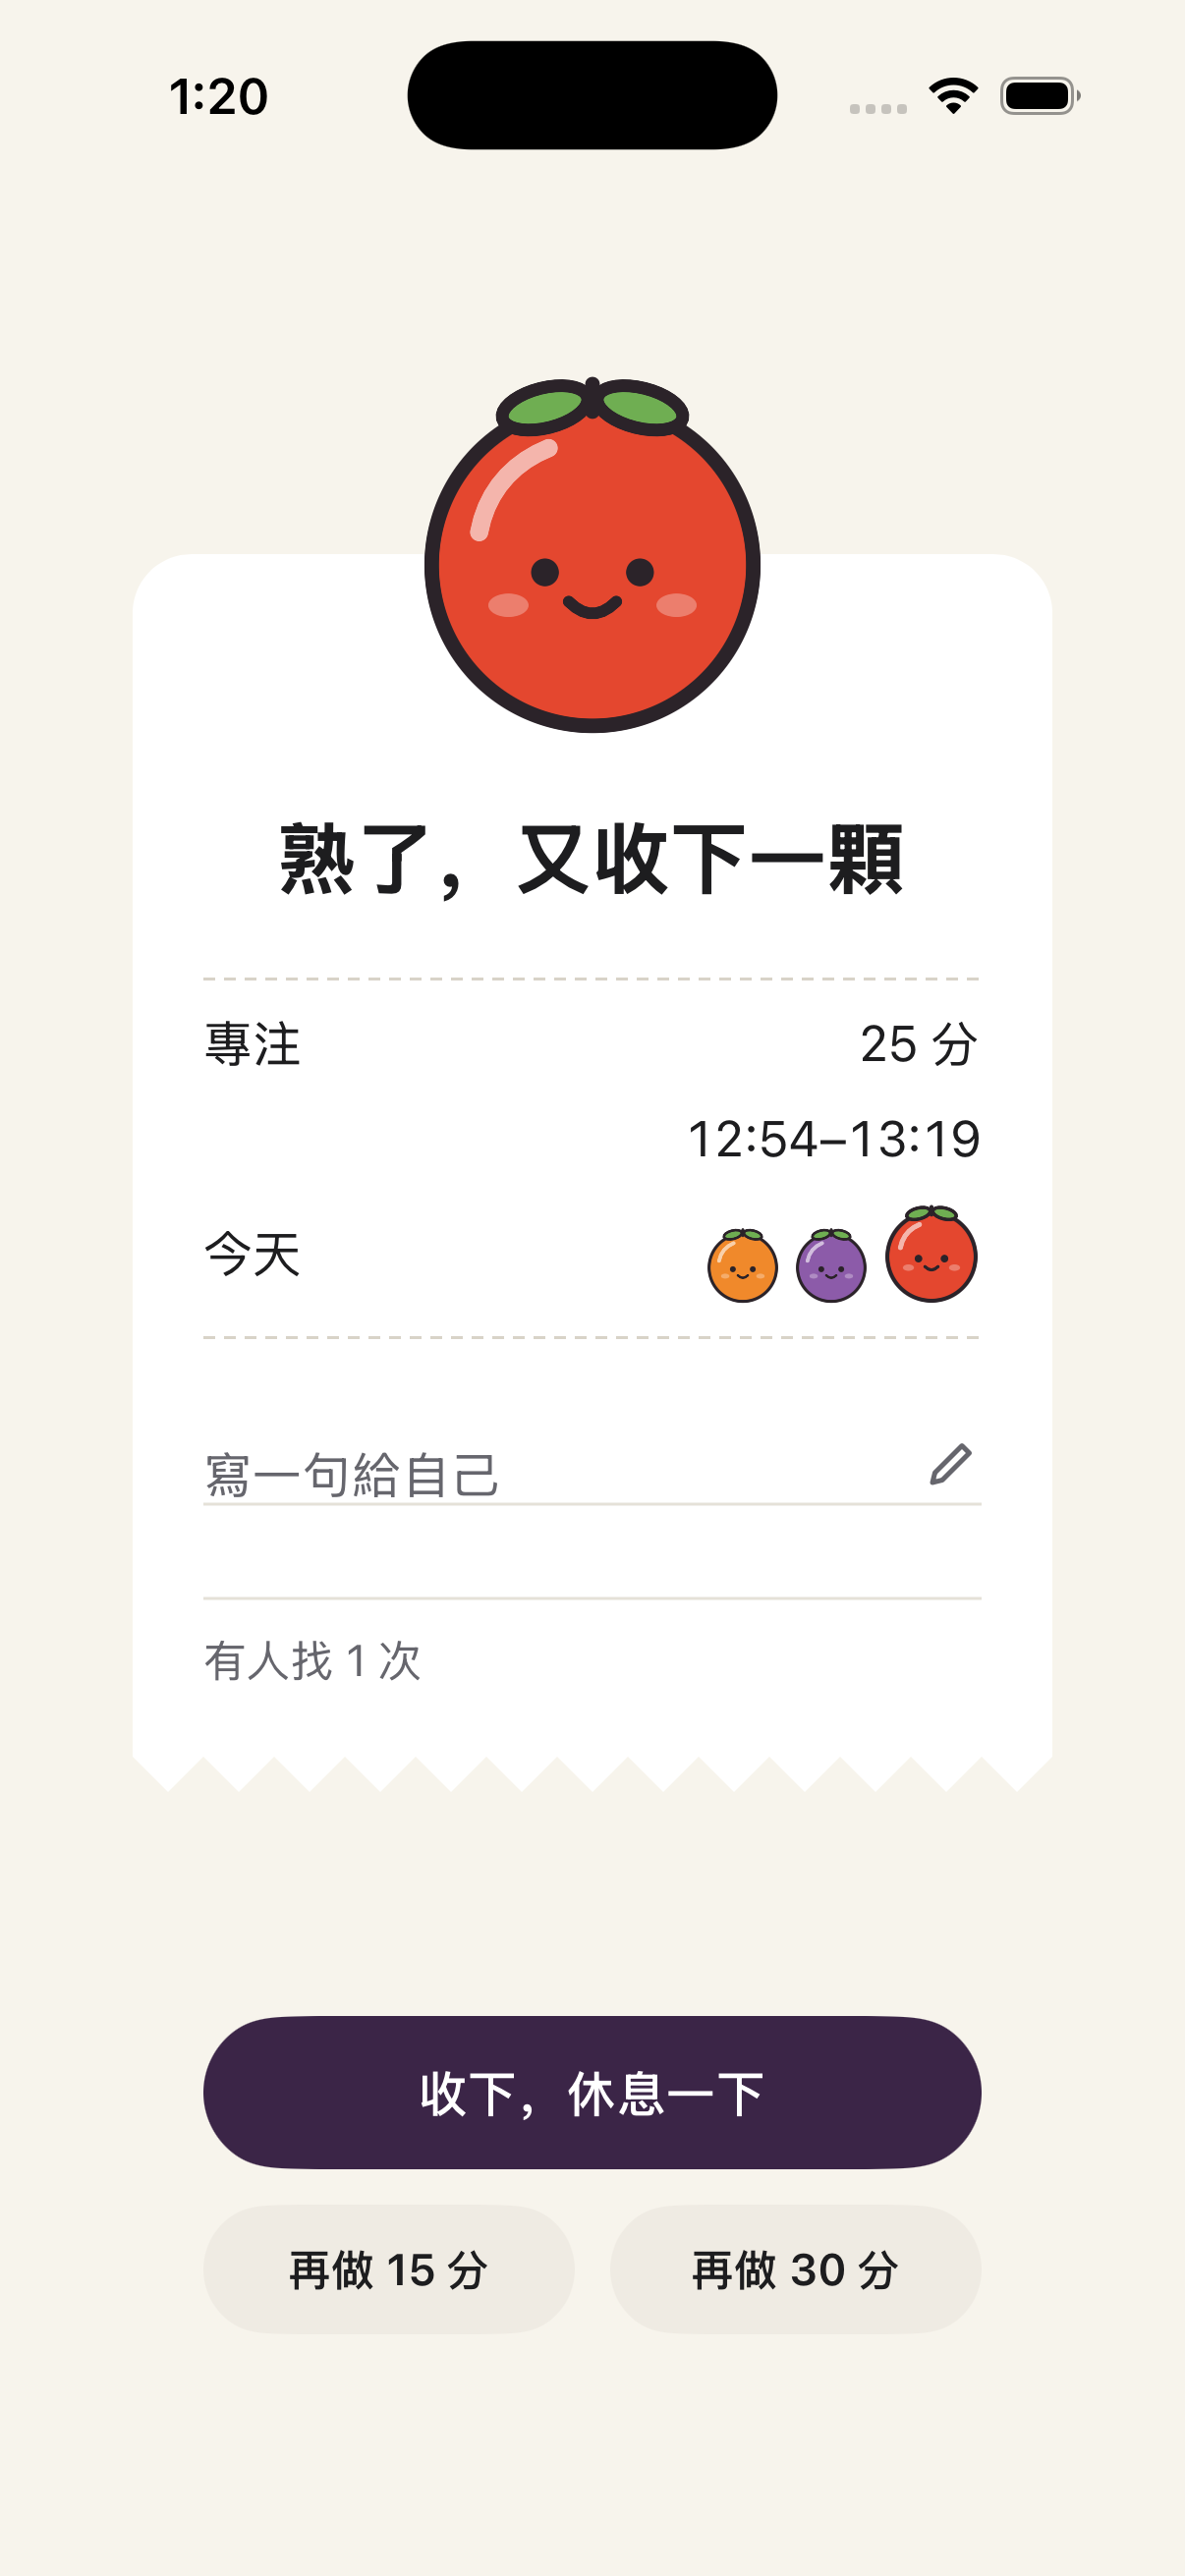 1:20
熟了，又收下一顆
專注 25 分
12:54–13:19
今天
寫一句給自己
有人找 1 次
收下，休息一下
再做 15 分 再做 30 分